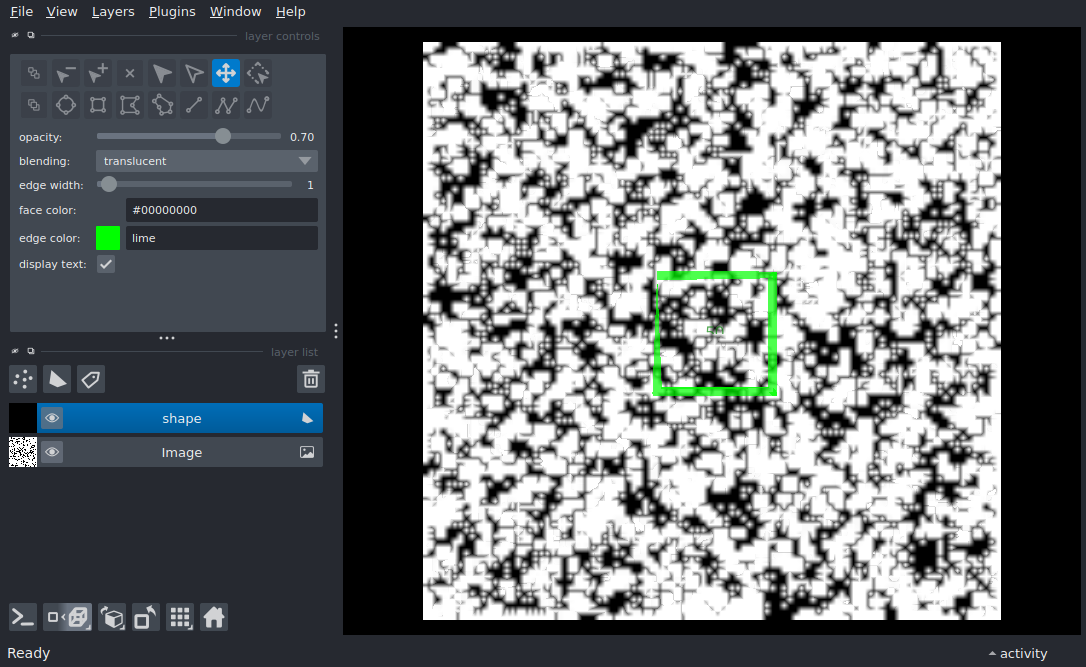 File View Layers Plugins Window Help
layer controls
opacity: 0.70
blending: translucent
edge width: 1
face color: #00000000
edge color: lime
display text:
layer list
shape
Image
Ready
activity